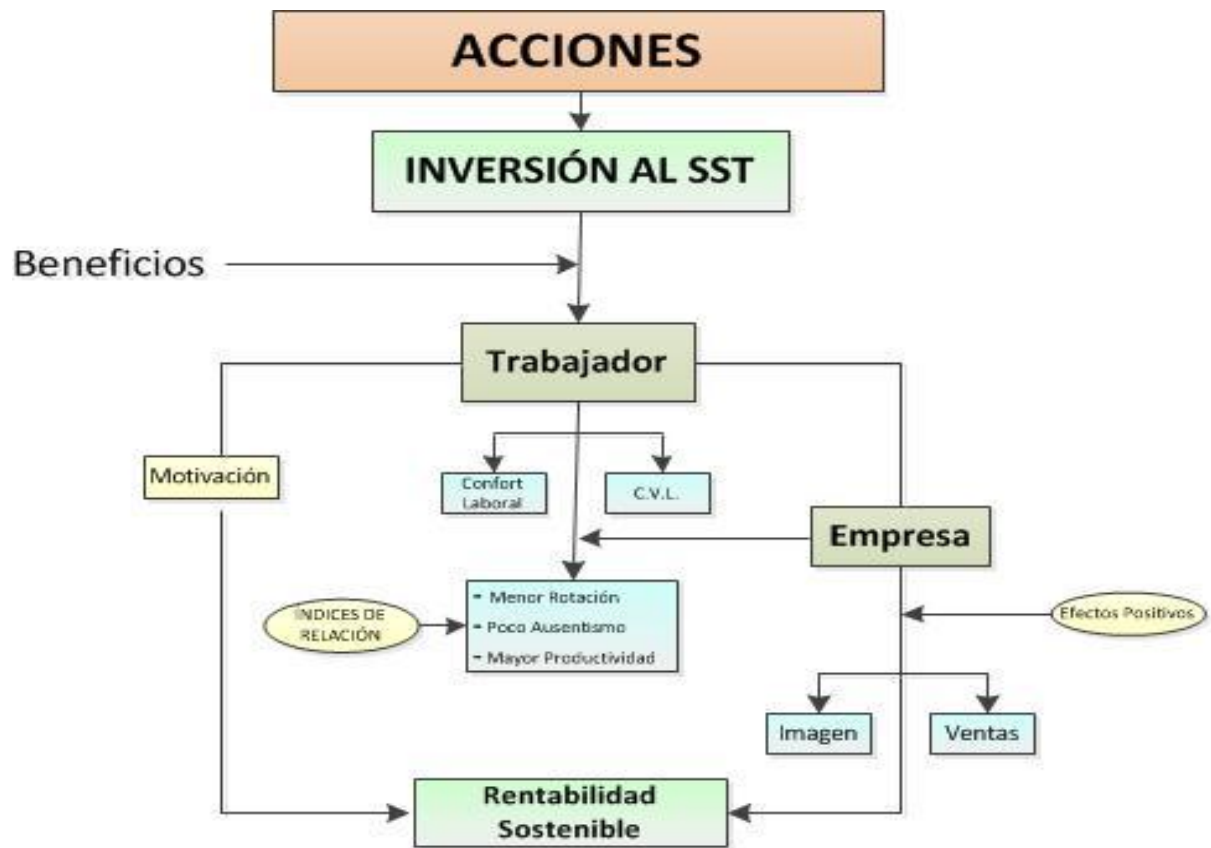 ACCIONES
INVERSIÓN AL SST
Beneficios
Trabajador
Motivación
Confort
Laboral
C.V.L.
Empresa
- Menor Rotación
- Poco Ausentismo
- Mayor Productividad
INDICES DE
RELACIÓN
Efectos Positivos
Imagen
Ventas
Rentabilidad
Sostenible